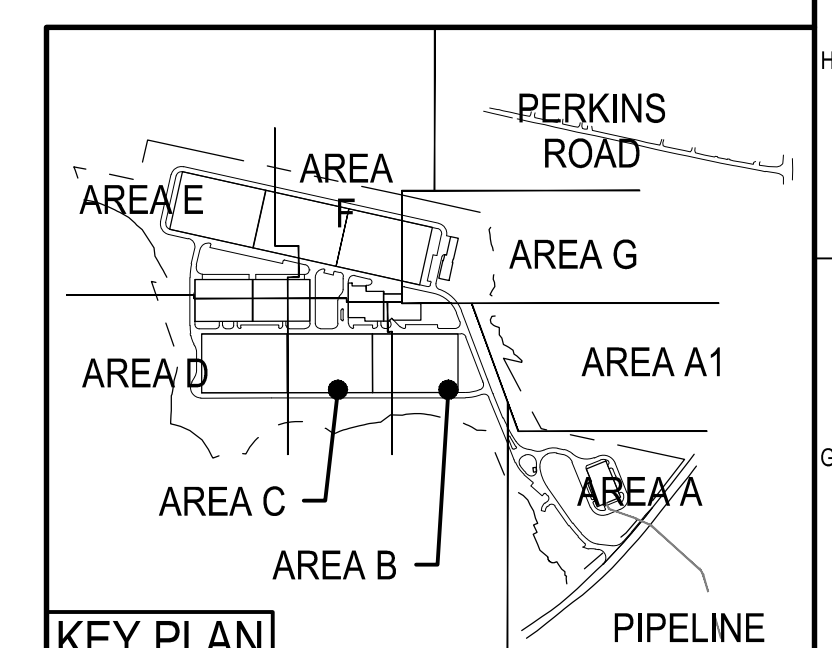 H
PERKINS
ROAD
AREA
F
AREA E
AREA G
AREA A1
AREA D
G
AREA C
AREA A
AREA B
PIPELINE
KEY PLAN